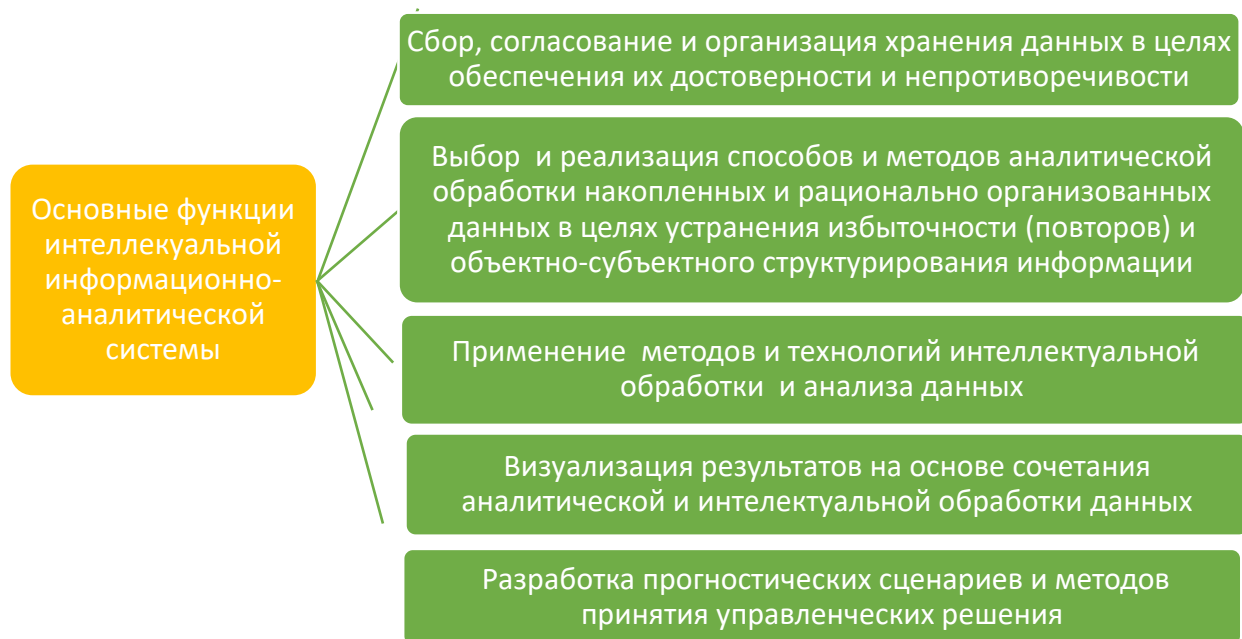 Сбор, согласование и организация хранения данных в целях
обеспечения их достоверности и непротиворечивости
Выбор  и реализация способов и методов аналитической
обработки накопленных и рационально организованных
данных в целях устранения избыточности (повторов) и
объектно-субъектного структурирования информации
Основные функции
интеллекуальной
информационно-
аналитической
системы
Применение  методов и технологий интеллектуальной
обработки  и анализа данных
Визуализация результатов на основе сочетания
аналитической и интелектуальной обработки данных
Разработка прогностических сценариев и методов
принятия управленческих решения